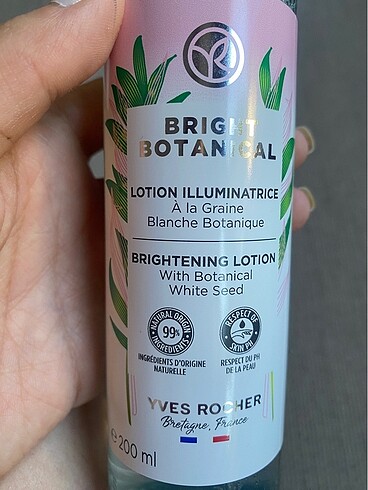 BRIGHT
BOTANICAL
LOTION ILLUMINATRICE
À la Graine
Blanche Botanique
BRIGHTENING LOTION
With Botanical
White Seed
NATURAL ORIGIN
99%
INGREDIENTS
RESPECT OF
SKIN PH
INGRÉDIENTS D'ORIGINE
NATURELLE
RESPECT DU PH
DE LA PEAU
YVES ROCHER
Bretagne, France
℮200 ml